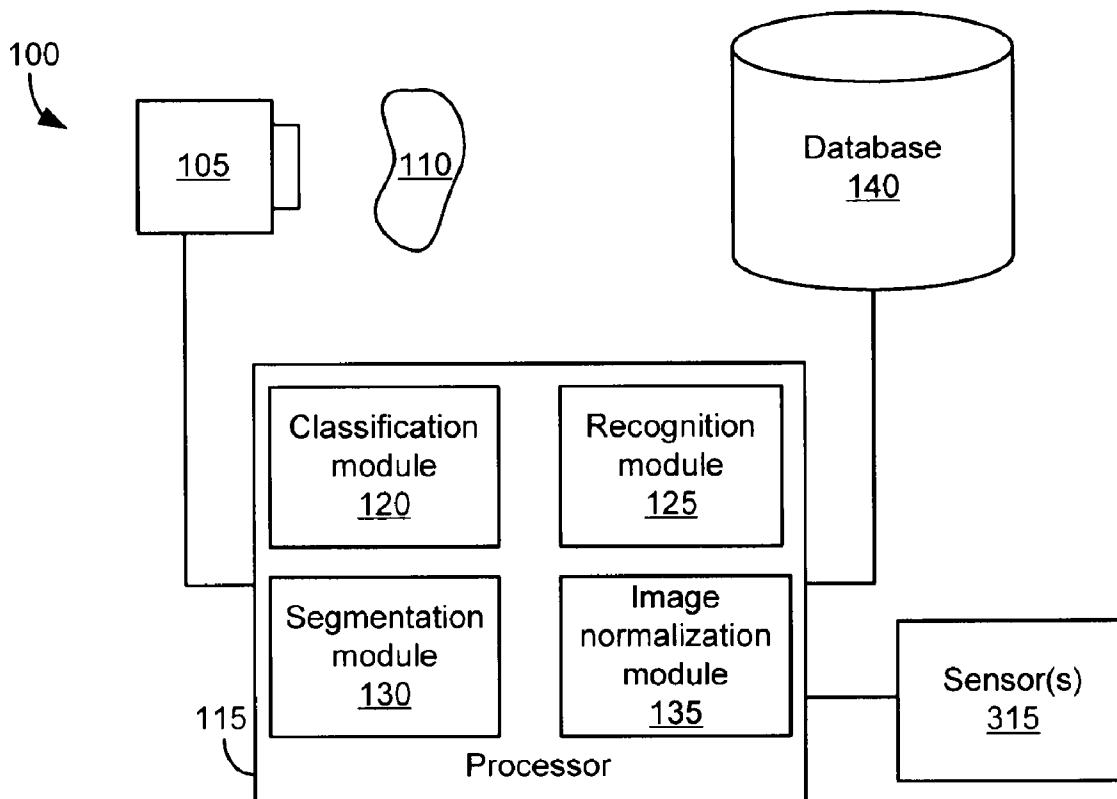 100
105
110
Database
140
Classification
module
120
Recognition
module
125
Segmentation
module
130
Image
normalization
module
135
Sensor(s)
315
115
Processor